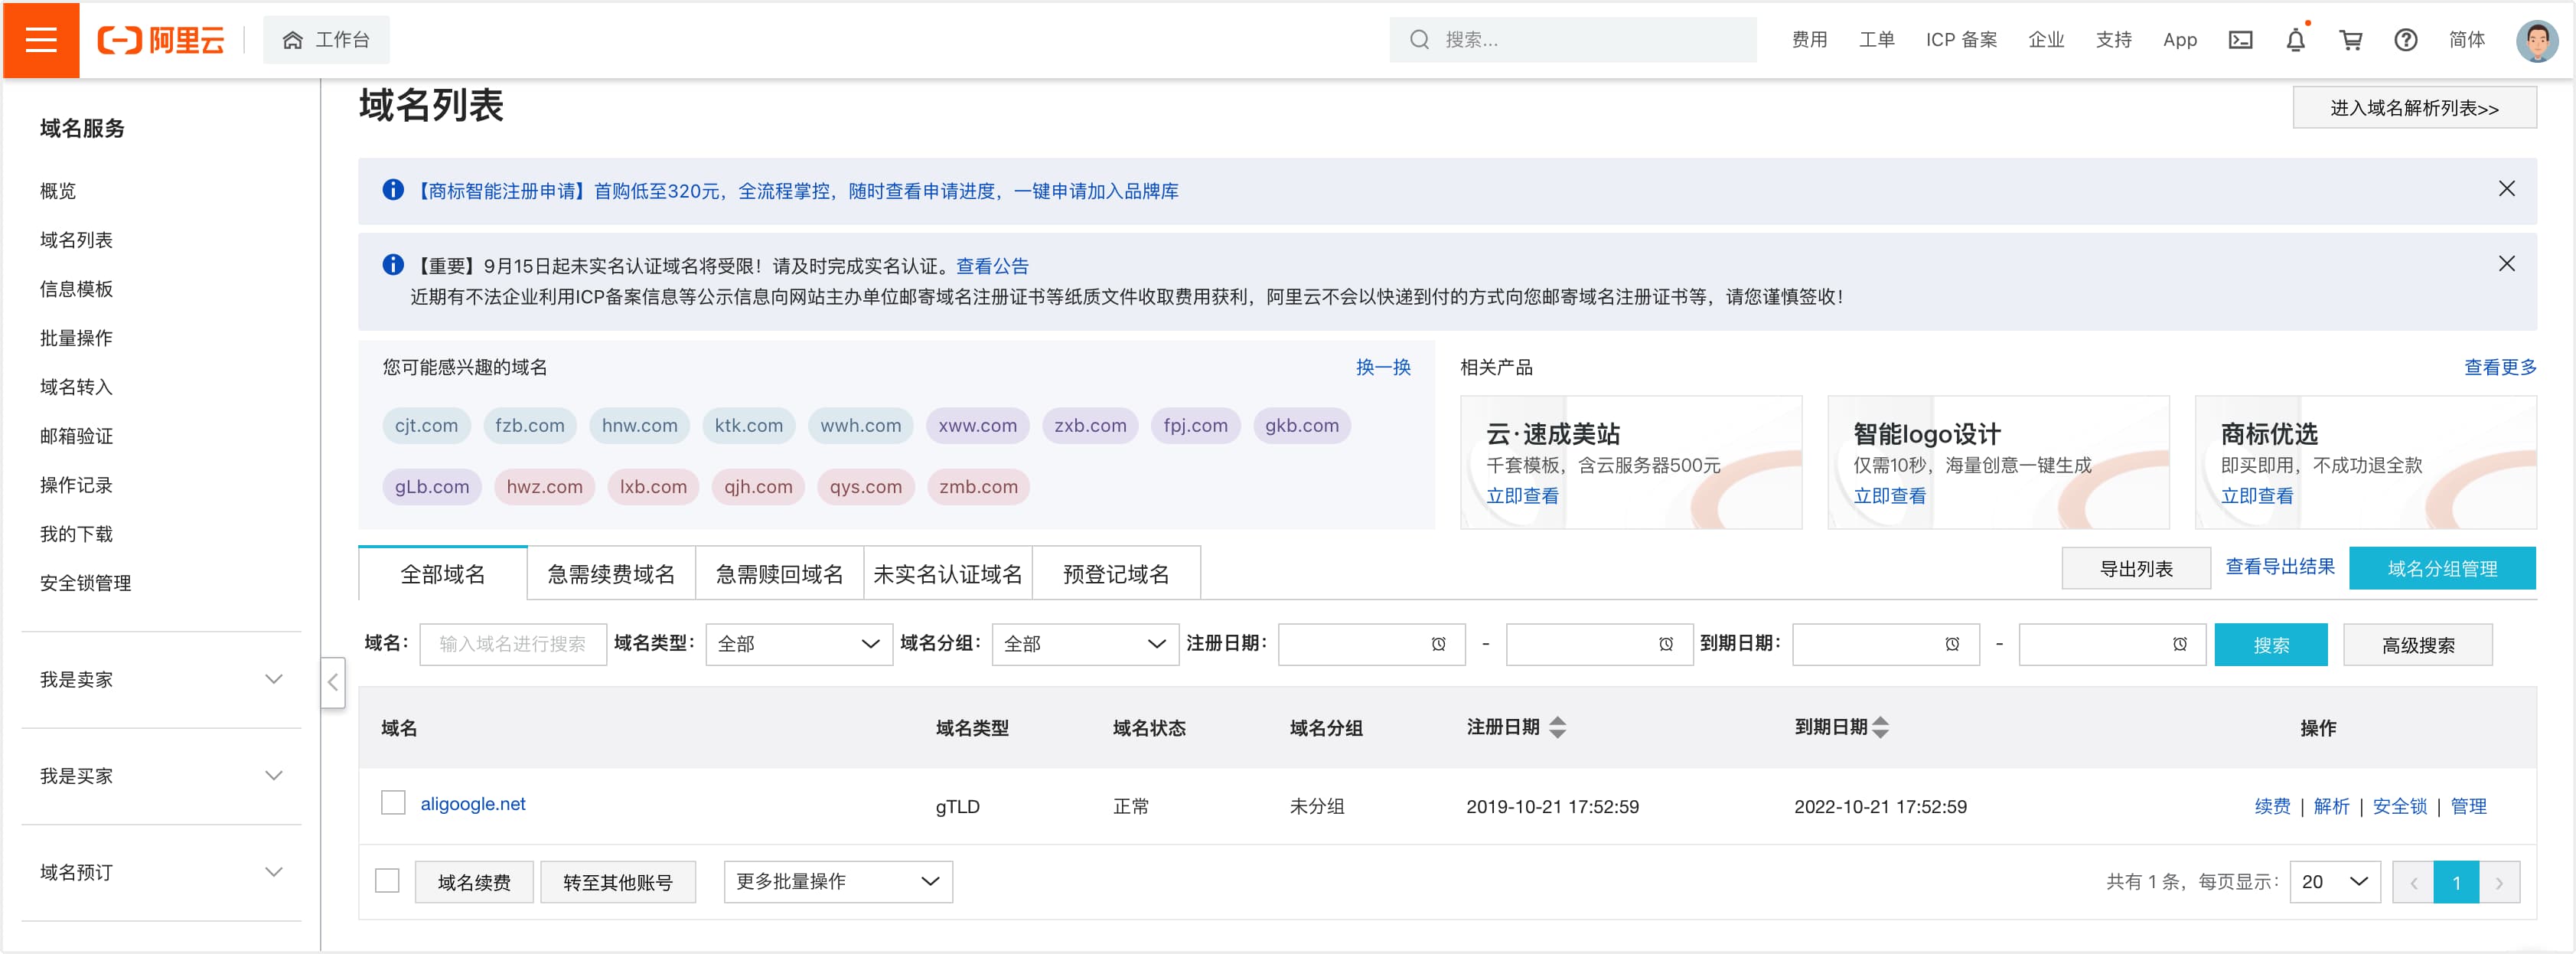 阿里云 工作台 搜索... 费用 工单 ICP 备案 企业 支持 App 简体
域名服务
概览
域名列表
信息模板
批量操作
域名转入
邮箱验证
操作记录
我的下载
安全锁管理
我是卖家
我是买家
域名预订
域名列表 进入域名解析列表>>
【商标智能注册申请】首购低至320元，全流程掌控，随时查看申请进度，一键申请加入品牌库
【重要】9月15日起未实名认证域名将受限！请及时完成实名认证。查看公告
近期有不法企业利用ICP备案信息等公示信息向网站主办单位邮寄域名注册证书等纸质文件收取费用获利，阿里云不会以快递到付的方式向您邮寄域名注册证书等，请您谨慎签收！
您可能感兴趣的域名 换一换
cjt.com fzb.com hnw.com ktk.com wwh.com xww.com zxb.com fpj.com gkb.com
gLb.com hwz.com lxb.com qjh.com qys.com zmb.com
相关产品 查看更多
云·速成美站
千套模板，含云服务器500元
立即查看
智能logo设计
仅需10秒，海量创意一键生成
立即查看
商标优选
即买即用，不成功退全款
立即查看
全部域名 急需续费域名 急需赎回域名 未实名认证域名 预登记域名 导出列表 查看导出结果 域名分组管理
域名： 输入域名进行搜索 域名类型： 全部 域名分组： 全部 注册日期： - 到期日期： - 搜索 高级搜索
域名 域名类型 域名状态 域名分组 注册日期 到期日期 操作
aligoogle.net gTLD 正常 未分组 2019-10-21 17:52:59 2022-10-21 17:52:59 续费 | 解析 | 安全锁 | 管理
域名续费 转至其他账号 更多批量操作 共有 1 条，每页显示： 20 1